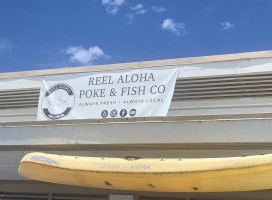 REEL ALOHA
POKE & FISH CO
ALWAYS FRESH • ALWAYS LOCAL